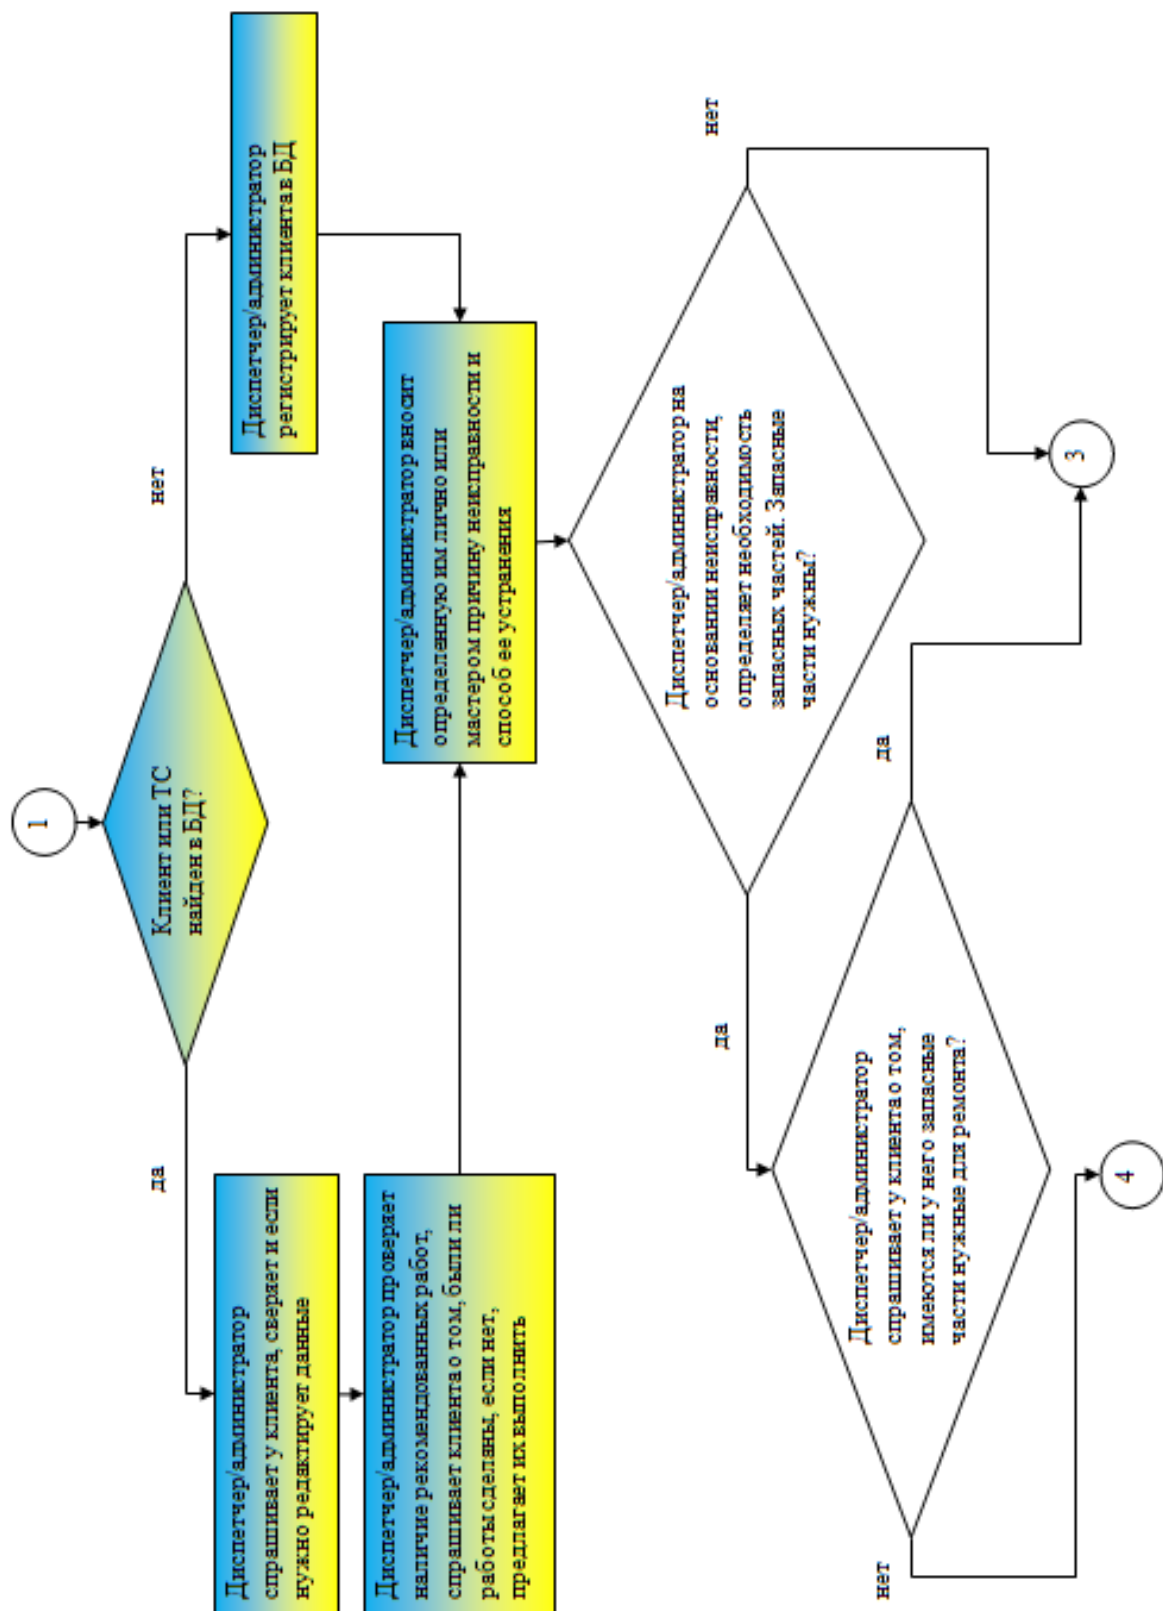 1
Клиент или ТС
найден в БД?
да
нет
Диспетчер/администратор
спрашивает у клиента, сверяет и если
нужно редактирует данные
Диспетчер/администратор
регистрирует клиента в БД
Диспетчер/администратор проверяет
наличие рекомендованных работ,
спрашивает клиента о том, были ли
работы сделаны, если нет,
предлагает их выполнить
Диспетчер/администратор вносит
определенную им лично или
мастером причину неисправности и
способ ее устранения
Диспетчер/администратор на
основании неисправности,
определяет необходимость
запасных частей. Запасные
части нужны?
да
нет
Диспетчер/администратор
спрашивает у клиента о том,
имеются ли у него запасные
части нужные для ремонта?
нет
да
4
3